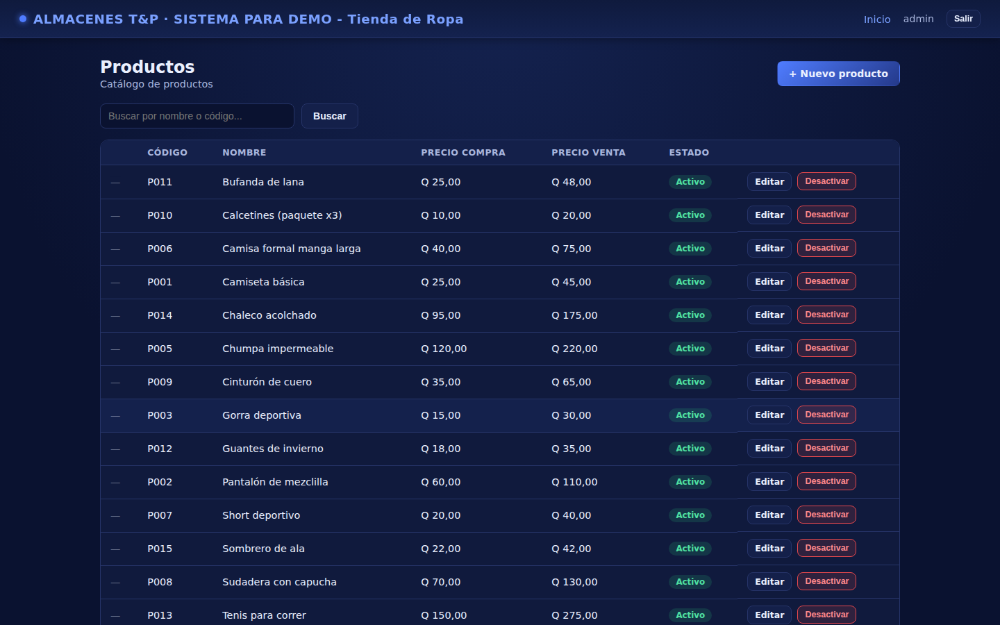 ALMACENES T&P · SISTEMA PARA DEMO - Tienda de Ropa Inicio admin Salir
Productos
Catálogo de productos
+ Nuevo producto
Buscar por nombre o código... Buscar
CÓDIGO NOMBRE PRECIO COMPRA PRECIO VENTA ESTADO
— P011 Bufanda de lana Q 25,00 Q 48,00 Activo Editar Desactivar
— P010 Calcetines (paquete x3) Q 10,00 Q 20,00 Activo Editar Desactivar
— P006 Camisa formal manga larga Q 40,00 Q 75,00 Activo Editar Desactivar
— P001 Camiseta básica Q 25,00 Q 45,00 Activo Editar Desactivar
— P014 Chaleco acolchado Q 95,00 Q 175,00 Activo Editar Desactivar
— P005 Chumpa impermeable Q 120,00 Q 220,00 Activo Editar Desactivar
— P009 Cinturón de cuero Q 35,00 Q 65,00 Activo Editar Desactivar
— P003 Gorra deportiva Q 15,00 Q 30,00 Activo Editar Desactivar
— P012 Guantes de invierno Q 18,00 Q 35,00 Activo Editar Desactivar
— P002 Pantalón de mezclilla Q 60,00 Q 110,00 Activo Editar Desactivar
— P007 Short deportivo Q 20,00 Q 40,00 Activo Editar Desactivar
— P015 Sombrero de ala Q 22,00 Q 42,00 Activo Editar Desactivar
— P008 Sudadera con capucha Q 70,00 Q 130,00 Activo Editar Desactivar
— P013 Tenis para correr Q 150,00 Q 275,00 Activo Editar Desactivar